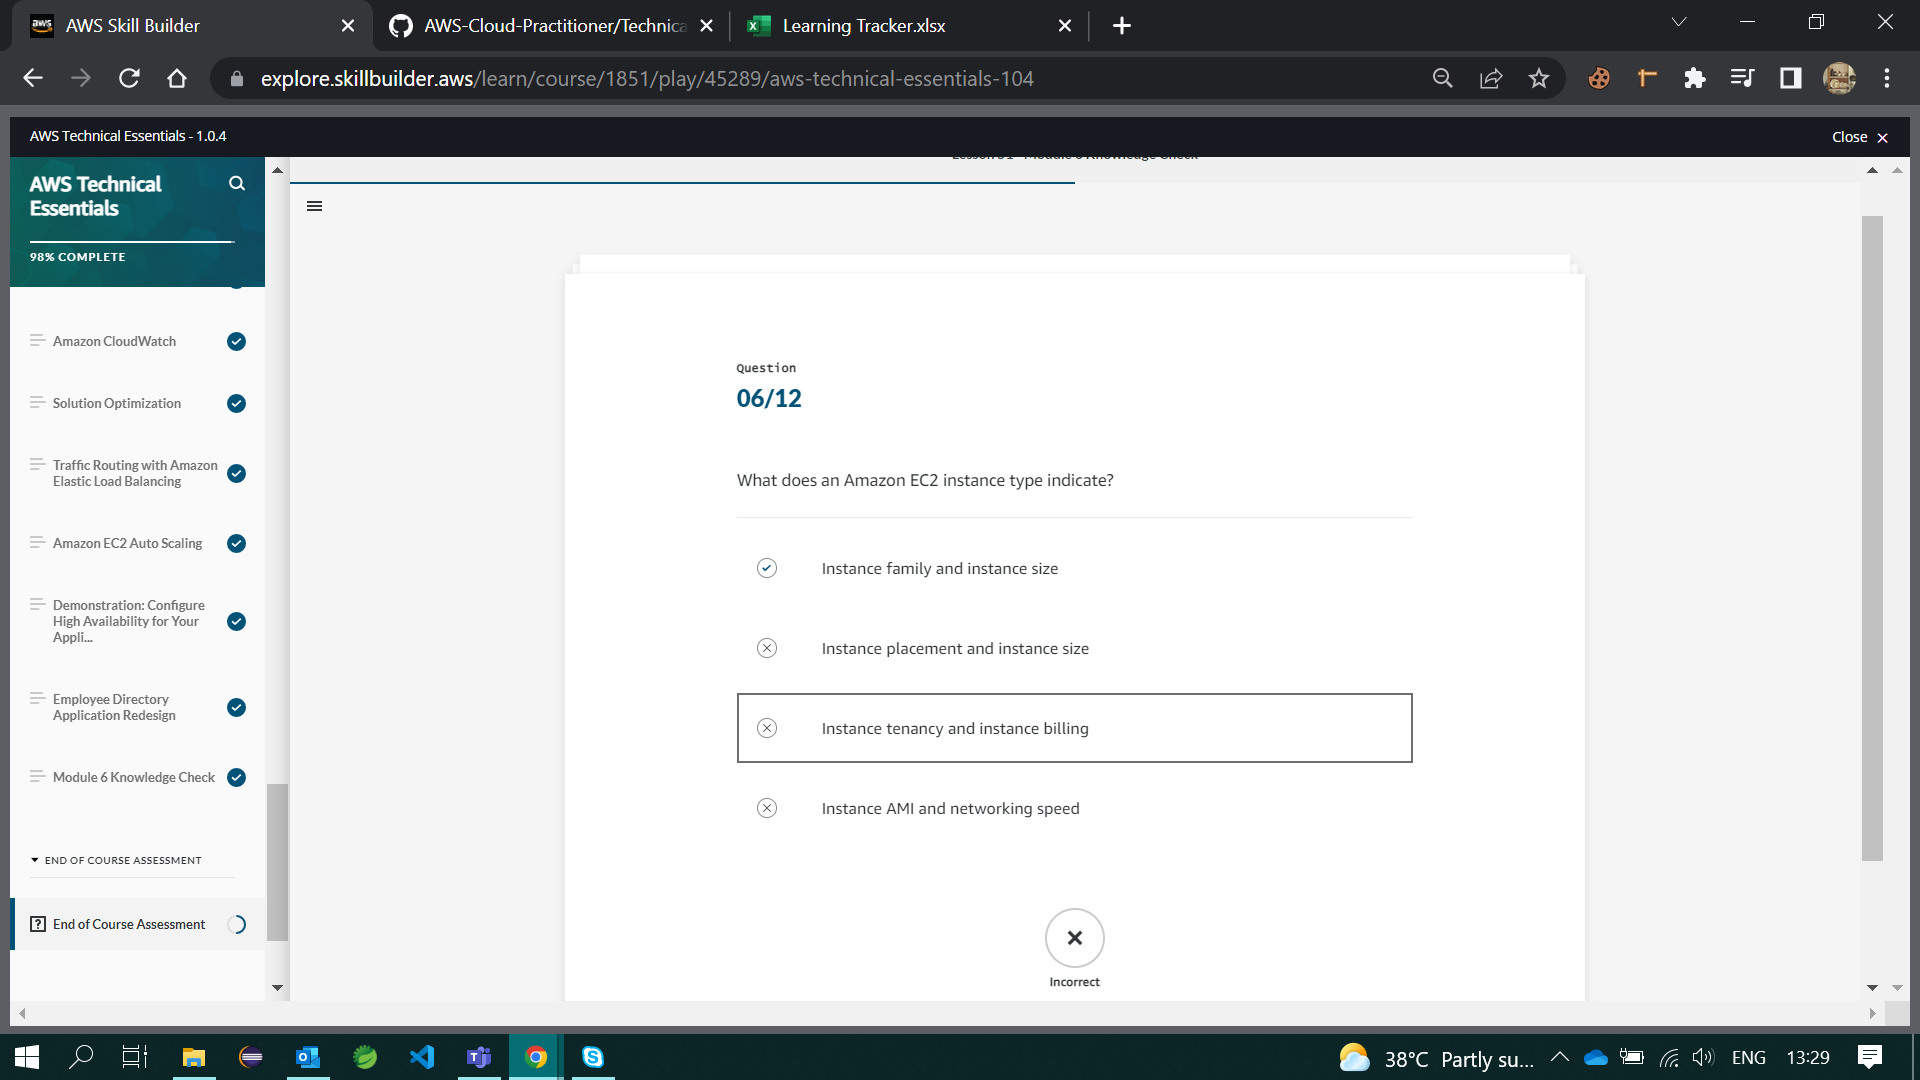 AWS Skill Builder
AWS-Cloud-Practitioner/Technica
Learning Tracker.xlsx
explore.skillbuilder.aws/learn/course/1851/play/45289/aws-technical-essentials-104
AWS Technical Essentials - 1.0.4
Close
AWS Technical
Essentials
98% COMPLETE
Amazon CloudWatch
Solution Optimization
Traffic Routing with Amazon
Elastic Load Balancing
Amazon EC2 Auto Scaling
Demonstration: Configure
High Availability for Your
Appli...
Employee Directory
Application Redesign
Module 6 Knowledge Check
END OF COURSE ASSESSMENT
End of Course Assessment
Question
06/12
What does an Amazon EC2 instance type indicate?
Instance family and instance size
Instance placement and instance size
Instance tenancy and instance billing
Instance AMI and networking speed
Incorrect
38°C Partly su...
ENG
13:29